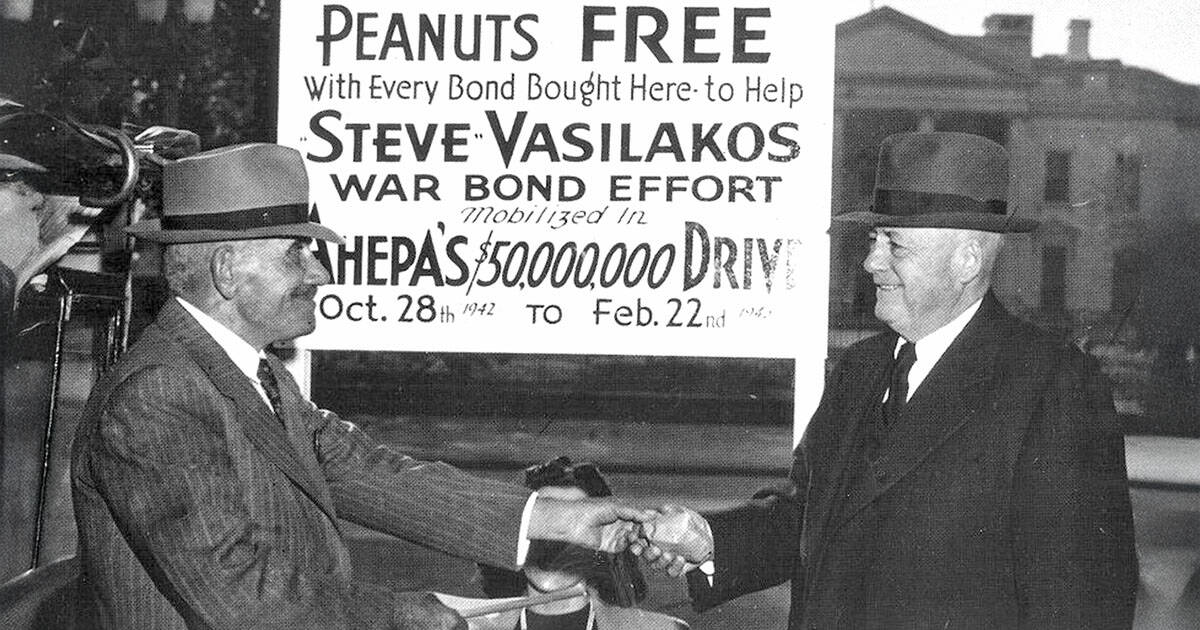 PEANUTS FREE
With Every Bond Bought Here to Help
"STEVE" VASILAKOS
WAR BOND EFFORT
Mobilized In
AHEPA'S $50,000,000 DRIVE
Oct. 28th 1942 TO Feb. 22nd